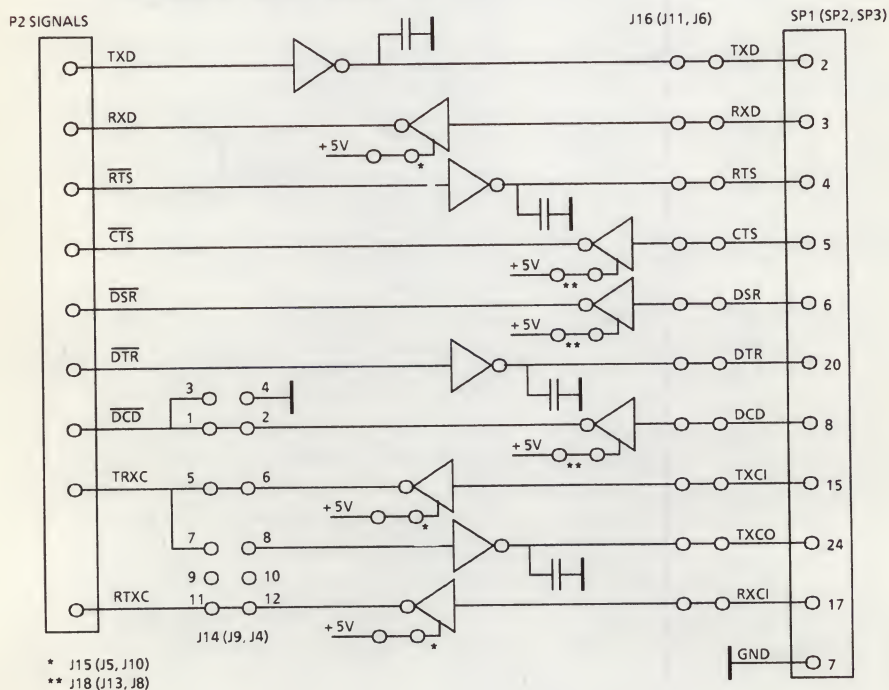 P2 SIGNALS
J16 (J11, J6)
SP1 (SP2, SP3)
TXD
TXD
2
RXD
RXD
3
+ 5V
*
RTS
RTS
4
CTS
CTS
5
+ 5V
**
DSR
DSR
6
+ 5V
**
DTR
DTR
20
3 4
DCD
1 2
DCD
8
+ 5V
**
TRXC
5 6
TXCI
15
+ 5V
*
7 8
TXCO
24
9 10
RTXC
11 12
RXCI
17
J14 (J9, J4)
+ 5V
*
GND
7
* J15 (J5, J10)
** J18 (J13, J8)